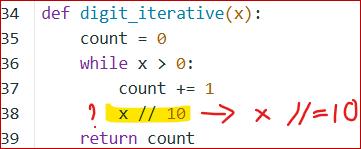 34 def digit_iterative(x):
35     count = 0
36     while x > 0:
37         count += 1
38     ?   x // 10 → x //=10
39     return count